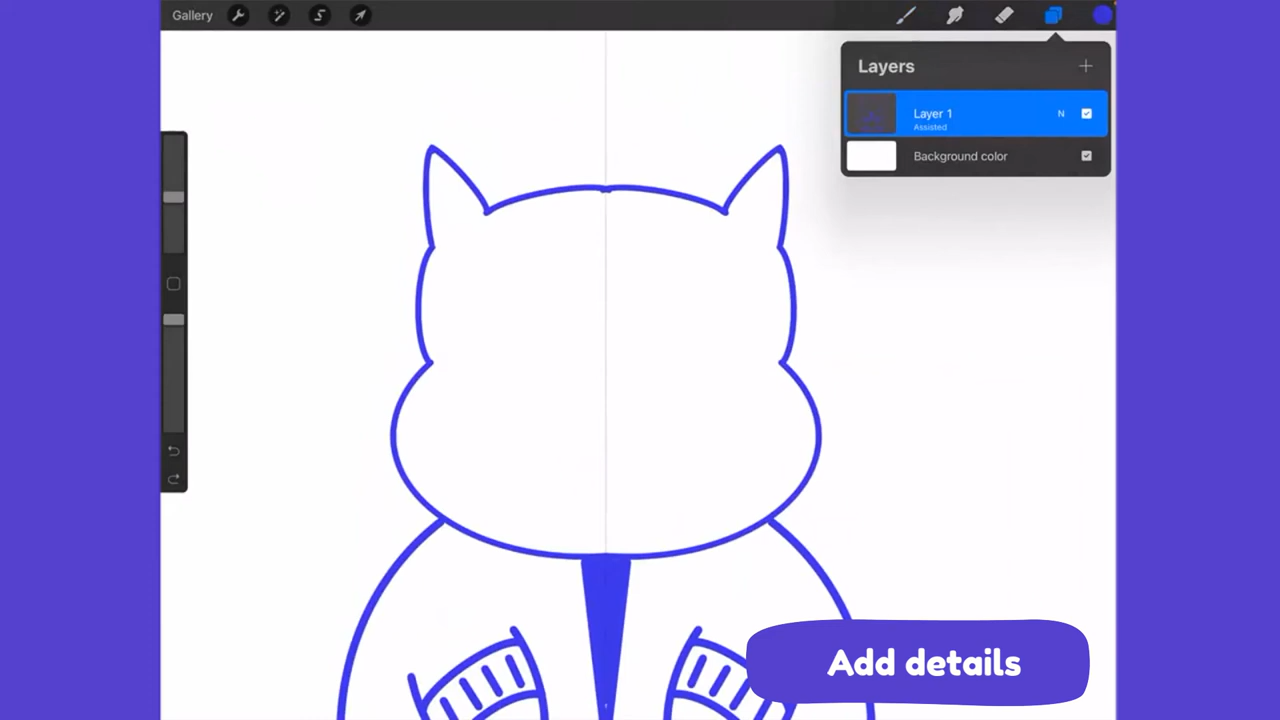 Gallery
Layers
Layer 1
N
Assisted
Background color
Add details